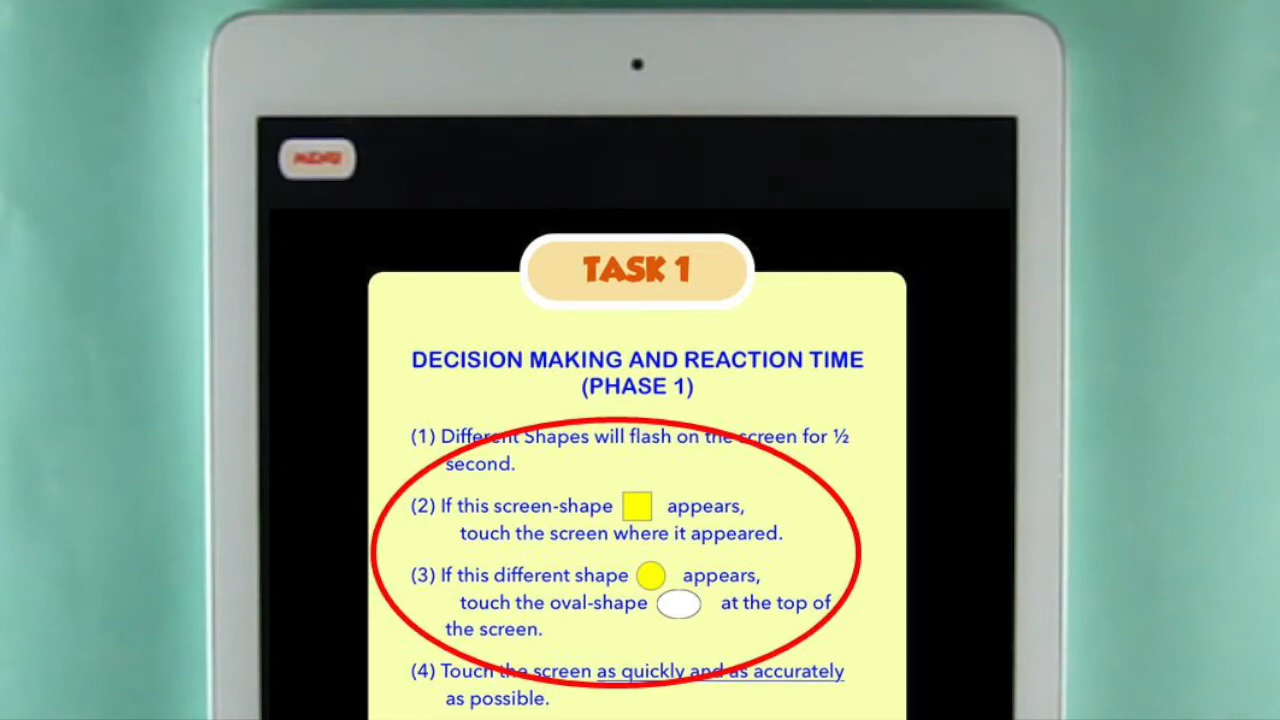 MENU
TASK 1
DECISION MAKING AND REACTION TIME
(PHASE 1)
(1) Different Shapes will flash on the screen for ½
second.
(2) If this screen-shape appears,
touch the screen where it appeared.
(3) If this different shape appears,
touch the oval-shape at the top of
the screen.
(4) Touch the screen as quickly and as accurately
as possible.